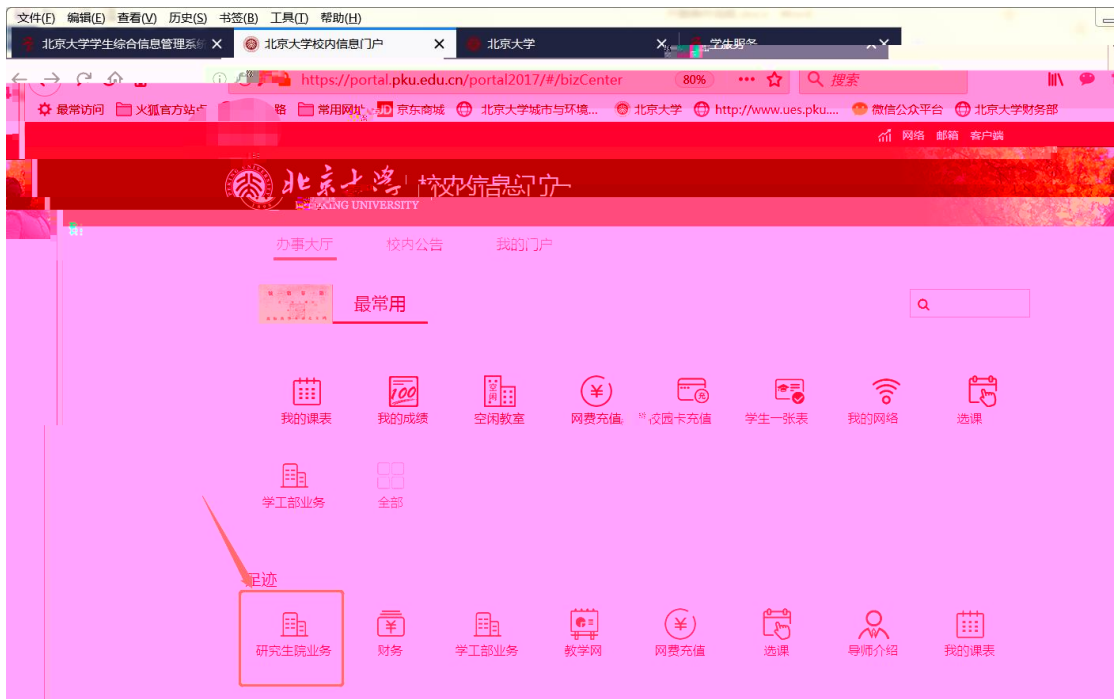 文件(F) 编辑(E) 查看(V) 历史(S) 书签(B) 工具(T) 帮助(H)
北京大学学生综合信息管理系统 × 北京大学校内信息门户 × 北京大学 × 学生服务 ×
https://portal.pku.edu.cn/portal2017/#/bizCenter 80% ••• 搜索
最常访问 火狐官方站点 路 常用网址 JD 京东商城 北京大学城市与环境... 北京大学 http://www.ues.pku.... 微信公众平台 北京大学财务部
网络 邮箱 客户端
北京大学 校内信息门户
PEKING UNIVERSITY
办事大厅 校内公告 我的门户
最常用
我的课表 我的成绩 空闲教室 网费充值 校园卡充值 学生一张表 我的网络 选课
学工部业务 全部
足迹
研究生院业务 财务 学工部业务 教学网 网费充值 选课 导师介绍 我的课表